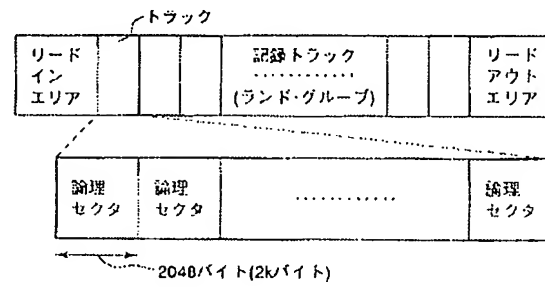 トラック
リード
イン
エリア
記録トラック
…………
(ランド・グループ)
リード
アウト
エリア
論理
セクタ
論理
セクタ
…………
論理
セクタ
2048バイト(2kバイト)